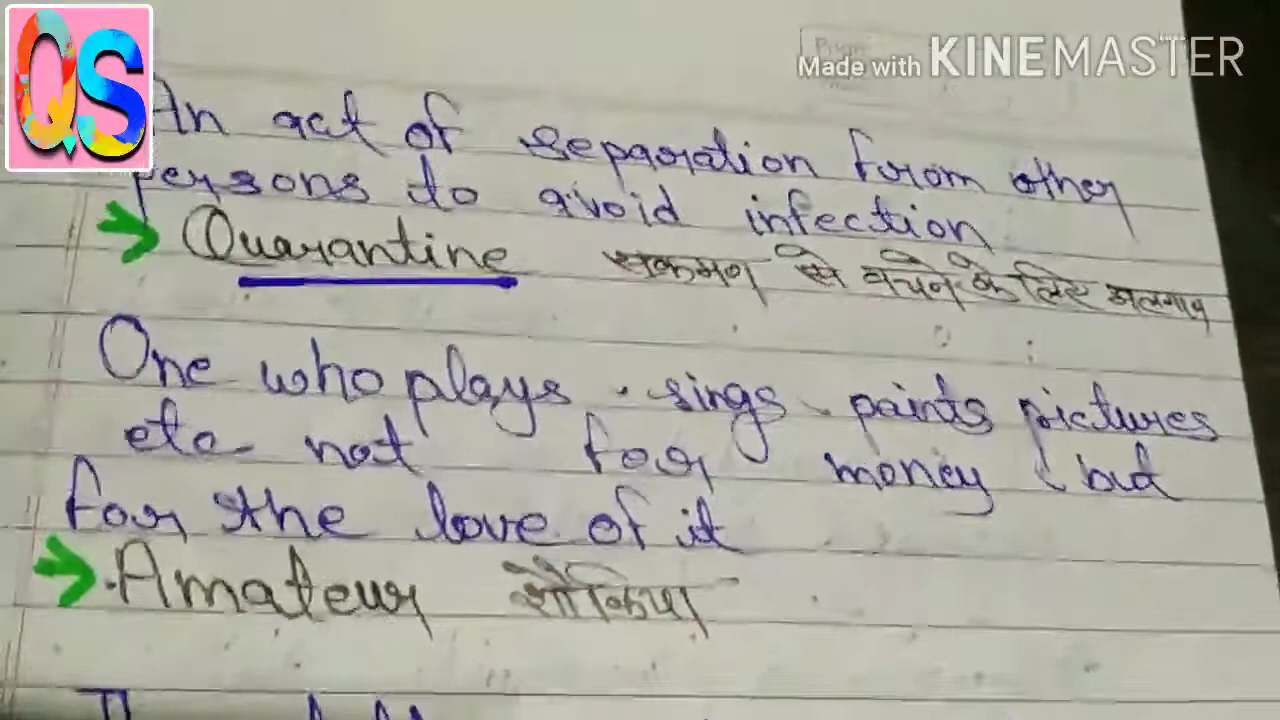 QS
Made with KINEMASTER
An act of separation from other
persons to avoid infection
Quarantine सक्रमण से बचने के लिए अलगाव
One who plays, sings, paints pictures
etc not for money, but
for the love of it
Amateur शौकिया